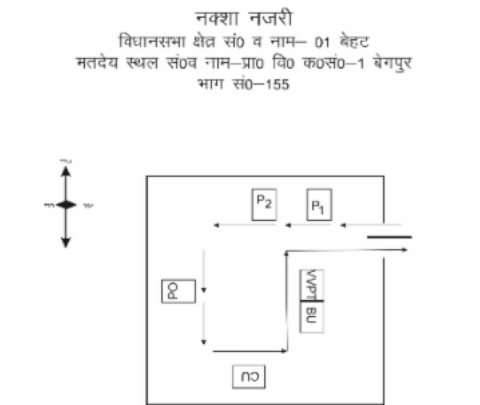 नक्शा नजरी
विधानसभा क्षेत्र सं0 व नाम– 01 बेहट
मतदेय स्थल सं0व नाम–प्रा0 वि0 क0सं0–1 बेगपुर
भाग सं0–155
P2
P1
PO
VVPT
BU
CU